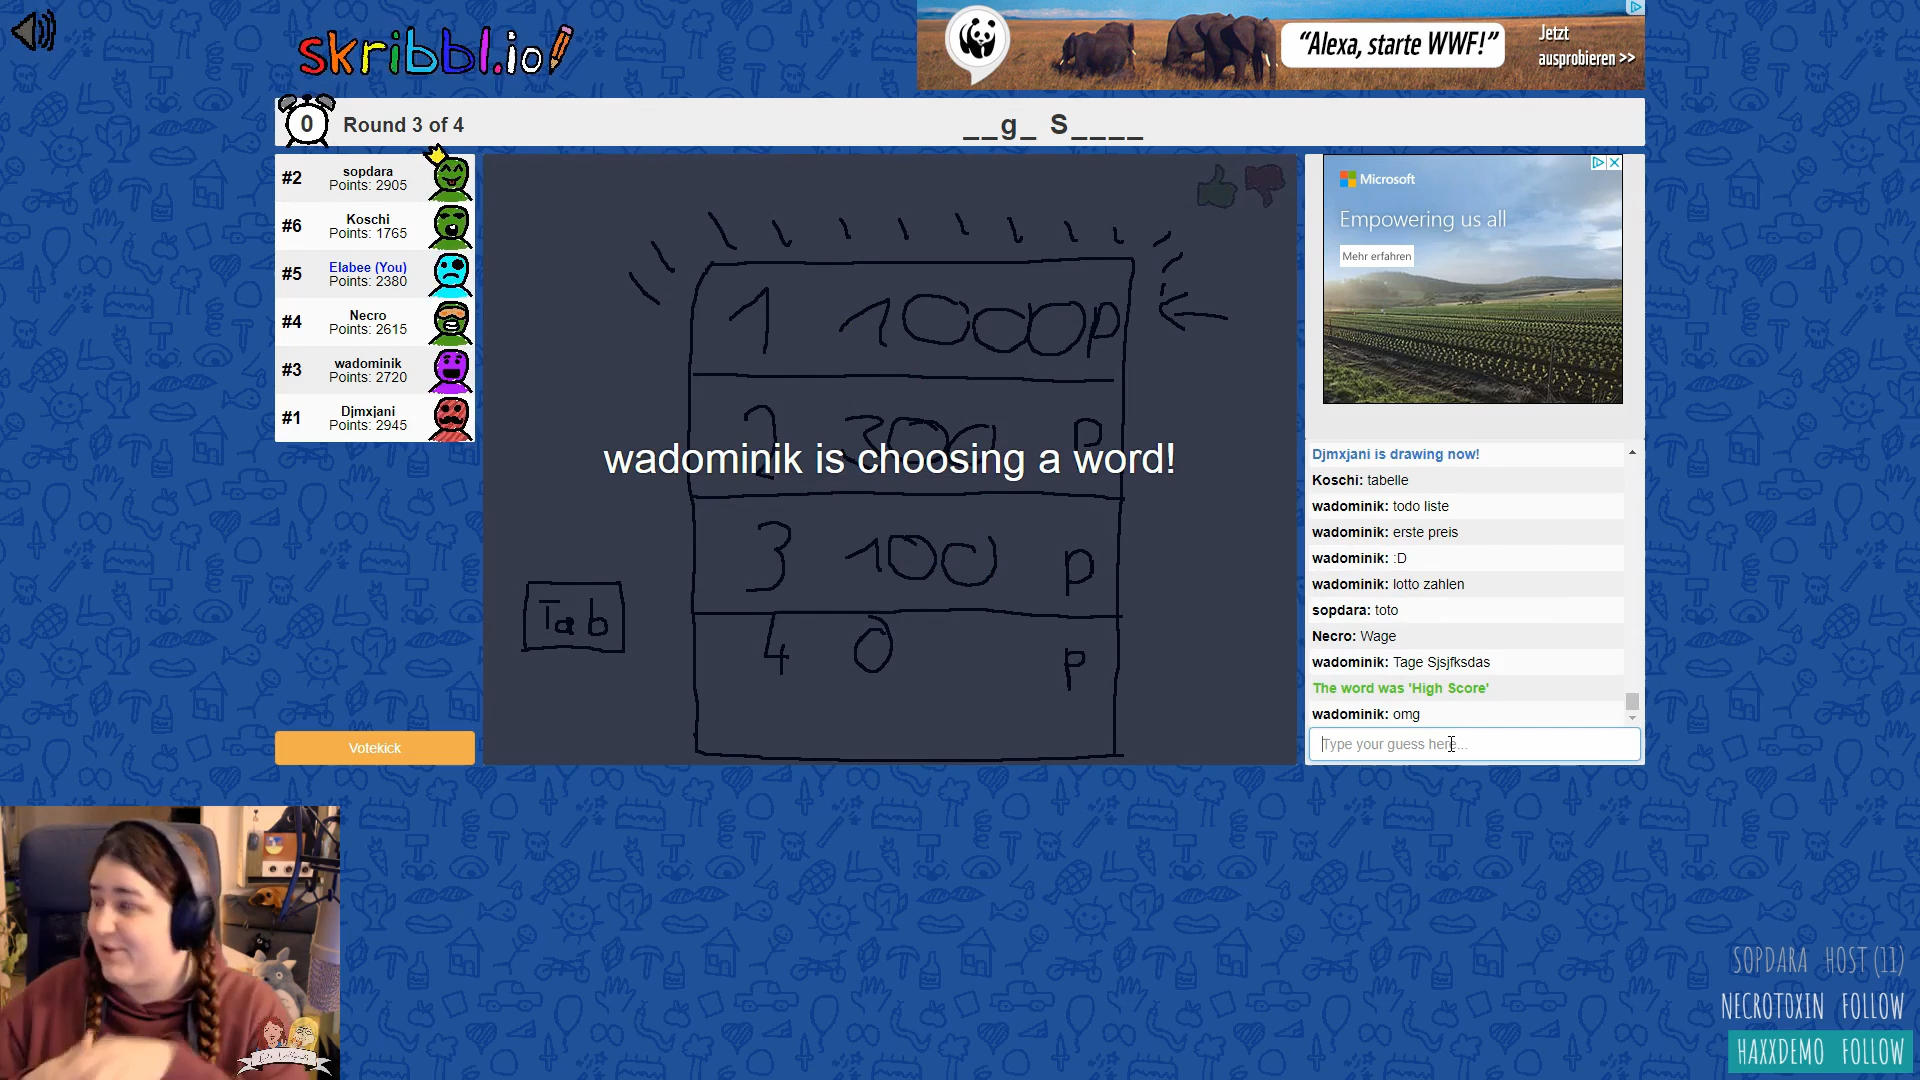 skribbl.io
"Alexa, starte WWF!"
Jetzt
ausprobieren >>
0
Round 3 of 4
__g_ S____
#2
sopdara
Points: 2905
#6
Koschi
Points: 1765
#5
Elabee (You)
Points: 2380
#4
Necro
Points: 2615
#3
wadominik
Points: 2720
#1
Djmxjani
Points: 2945
Votekick
1 1000p
2 300 p
3 100 p
4 0 p
Tab
wadominik is choosing a word!
Microsoft
Empowering us all
Mehr erfahren
Djmxjani is drawing now!
Koschi: tabelle
wadominik: todo liste
wadominik: erste preis
wadominik: :D
wadominik: lotto zahlen
sopdara: toto
Necro: Wage
wadominik: Tage Sjsjfksdas
The word was 'High Score'
wadominik: omg
Type your guess here...
SOPDARA HOST (11)
NECROTOXIN FOLLOW
HAXXDEMO FOLLOW